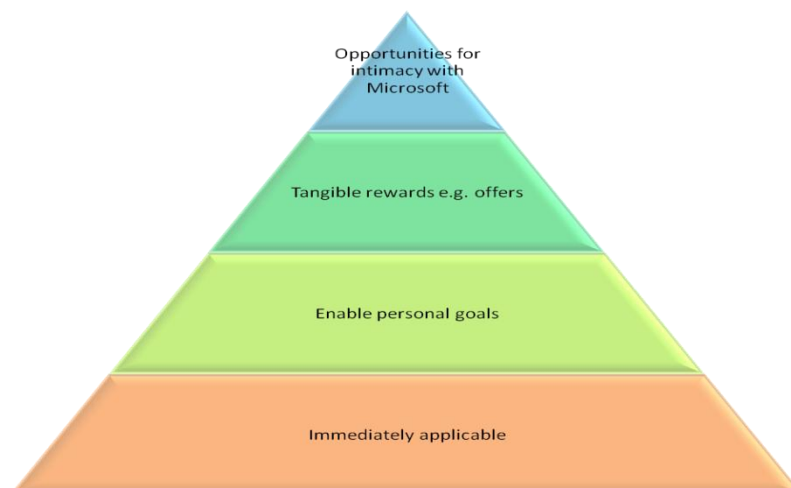 Opportunities for
intimacy with
Microsoft
Tangible rewards e.g. offers
Enable personal goals
Immediately applicable